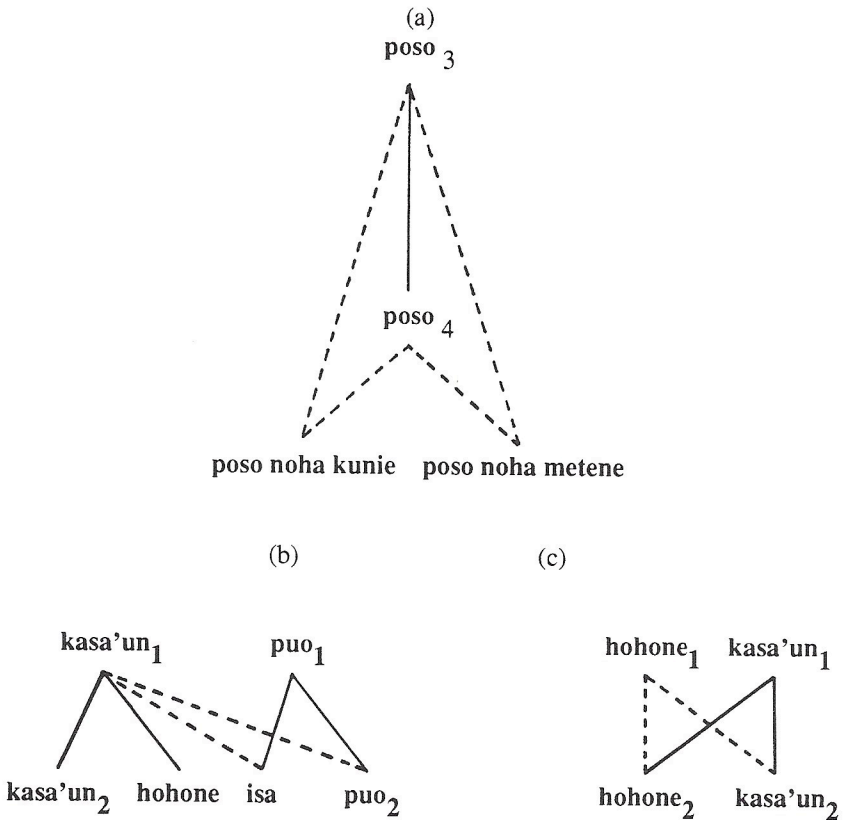 (a)
poso 3
poso 4
poso noha kunie poso noha metene
(b) (c)
kasa'un1 puo1 hohone1 kasa'un1
kasa'un2 hohone isa puo2 hohone2 kasa'un2